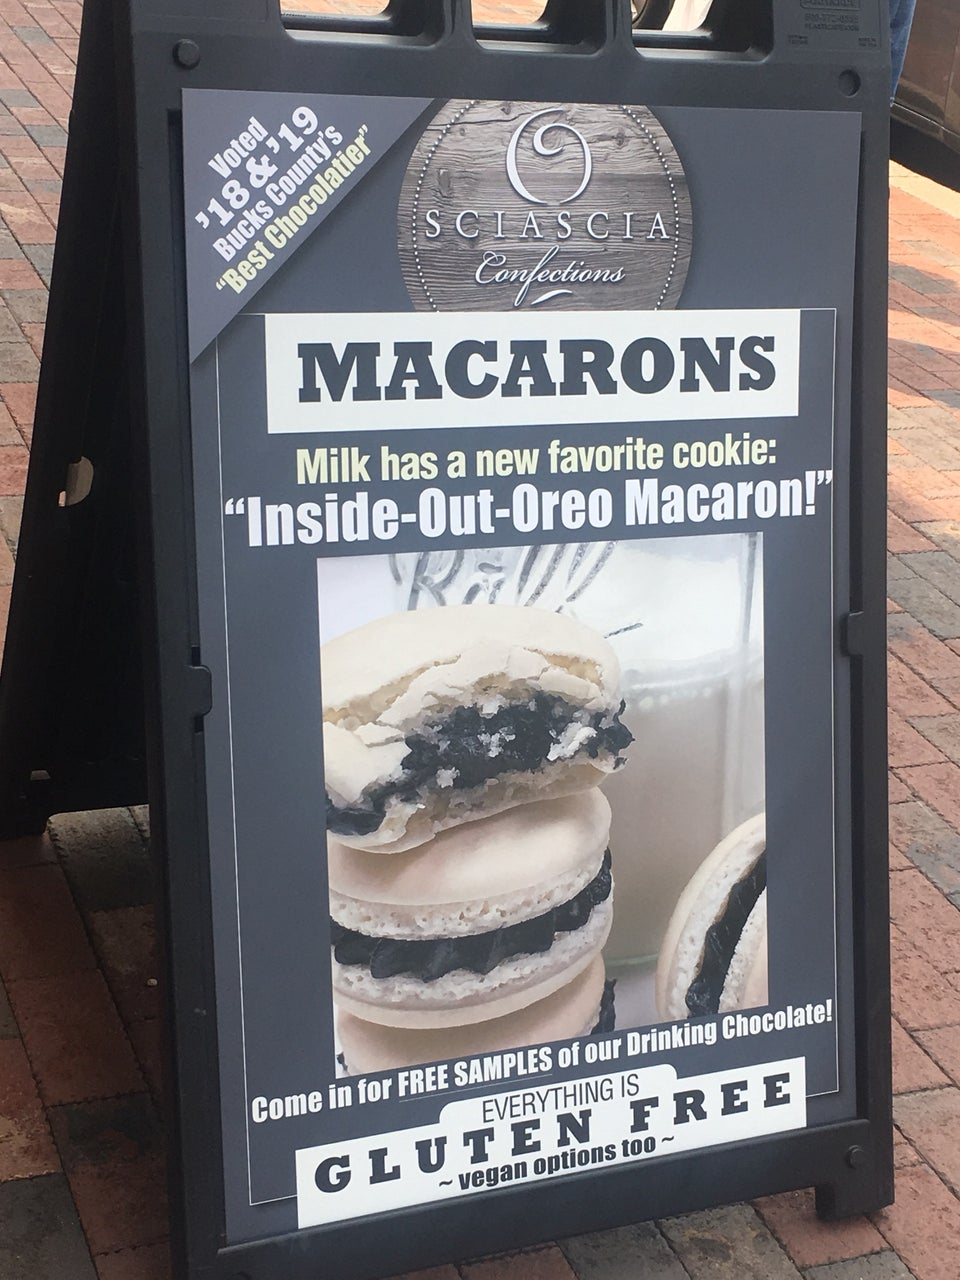 Voted
'18 & '19
Bucks County's
"Best Chocolatier"
SCIASCIA
Confections
MACARONS
Milk has a new favorite cookie:
"Inside-Out-Oreo Macaron!"
Ball
Come in for FREE SAMPLES of our Drinking Chocolate!
EVERYTHING IS
GLUTEN FREE
~ vegan options too ~